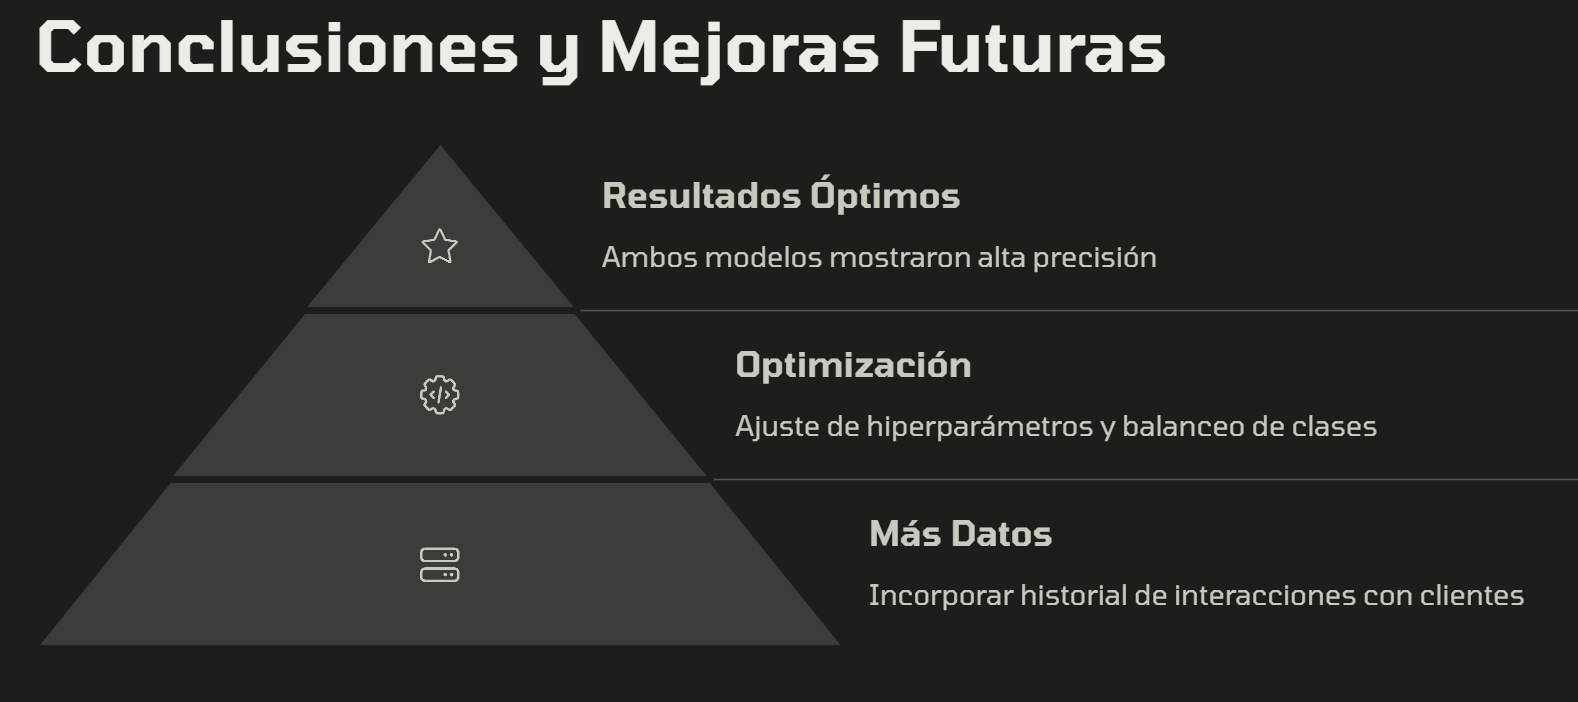 Conclusiones y Mejoras Futuras
Resultados Óptimos
Ambos modelos mostraron alta precisión
Optimización
Ajuste de hiperparámetros y balanceo de clases
Más Datos
Incorporar historial de interacciones con clientes